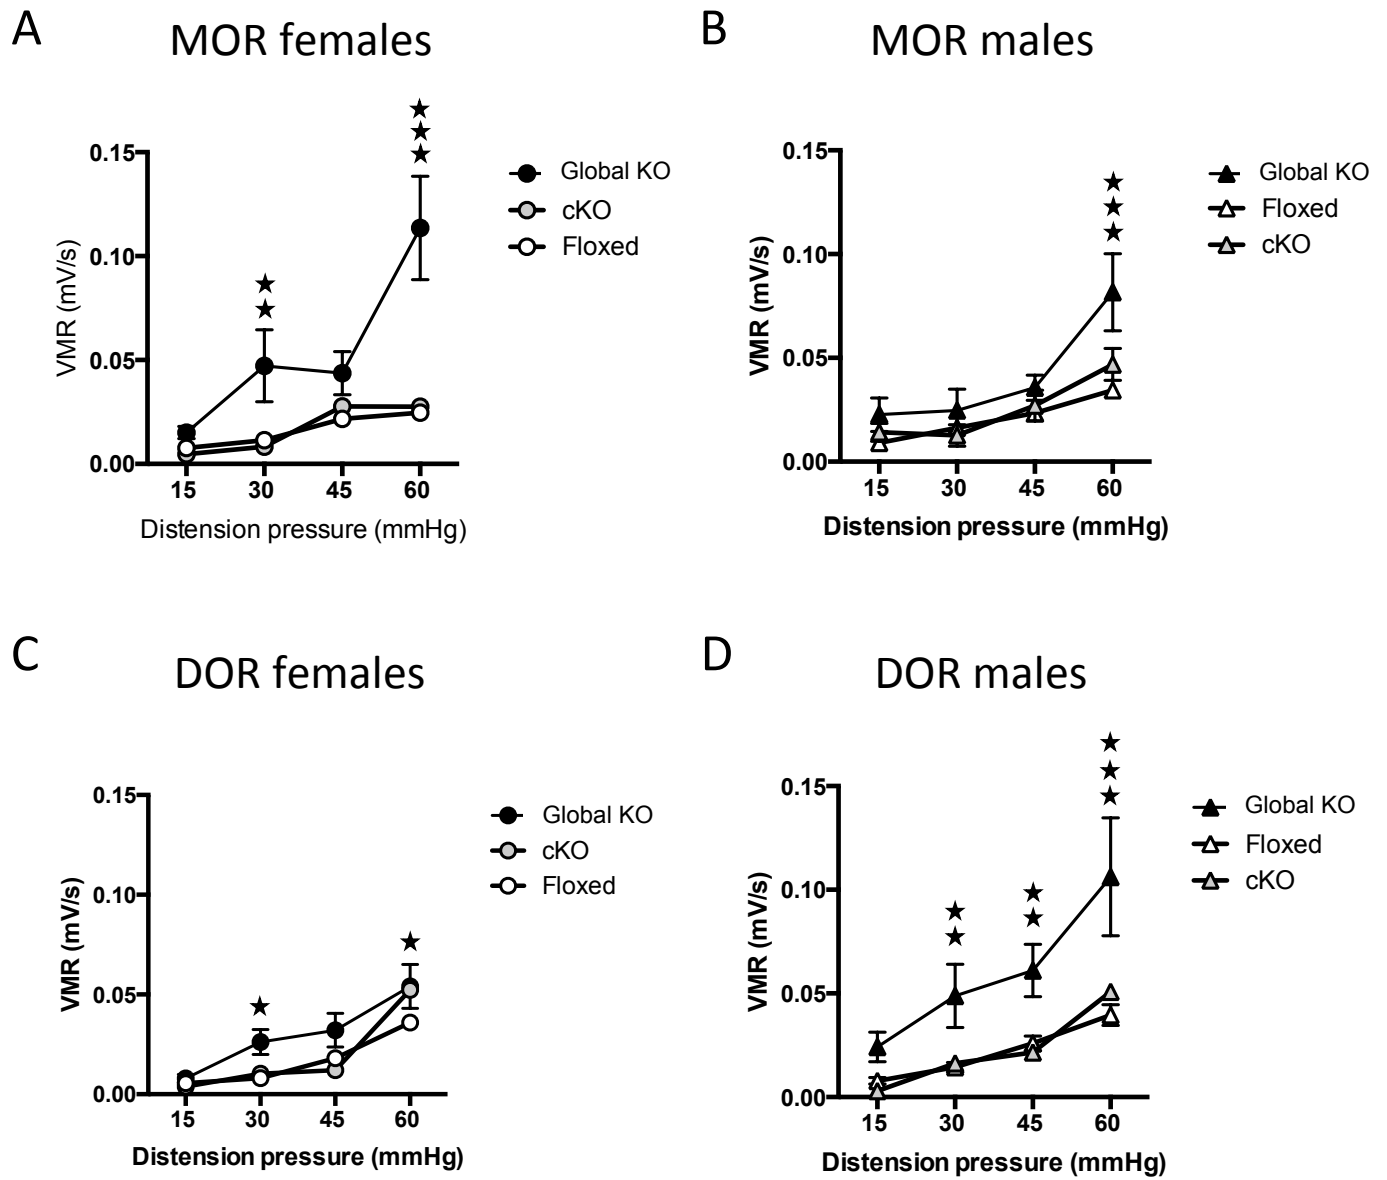 A
MOR females
0.15
0.10
0.05
0.00
VMR (mV/s)
15 30 45 60
Distension pressure (mmHg)
Global KO
cKO
Floxed
B
MOR males
0.15
0.10
0.05
0.00
VMR (mV/s)
15 30 45 60
Distension pressure (mmHg)
Global KO
Floxed
cKO
C
DOR females
0.15
0.10
0.05
0.00
VMR (mV/s)
15 30 45 60
Distension pressure (mmHg)
Global KO
cKO
Floxed
D
DOR males
0.15
0.10
0.05
0.00
VMR (mV/s)
15 30 45 60
Distension pressure (mmHg)
Global KO
Floxed
cKO